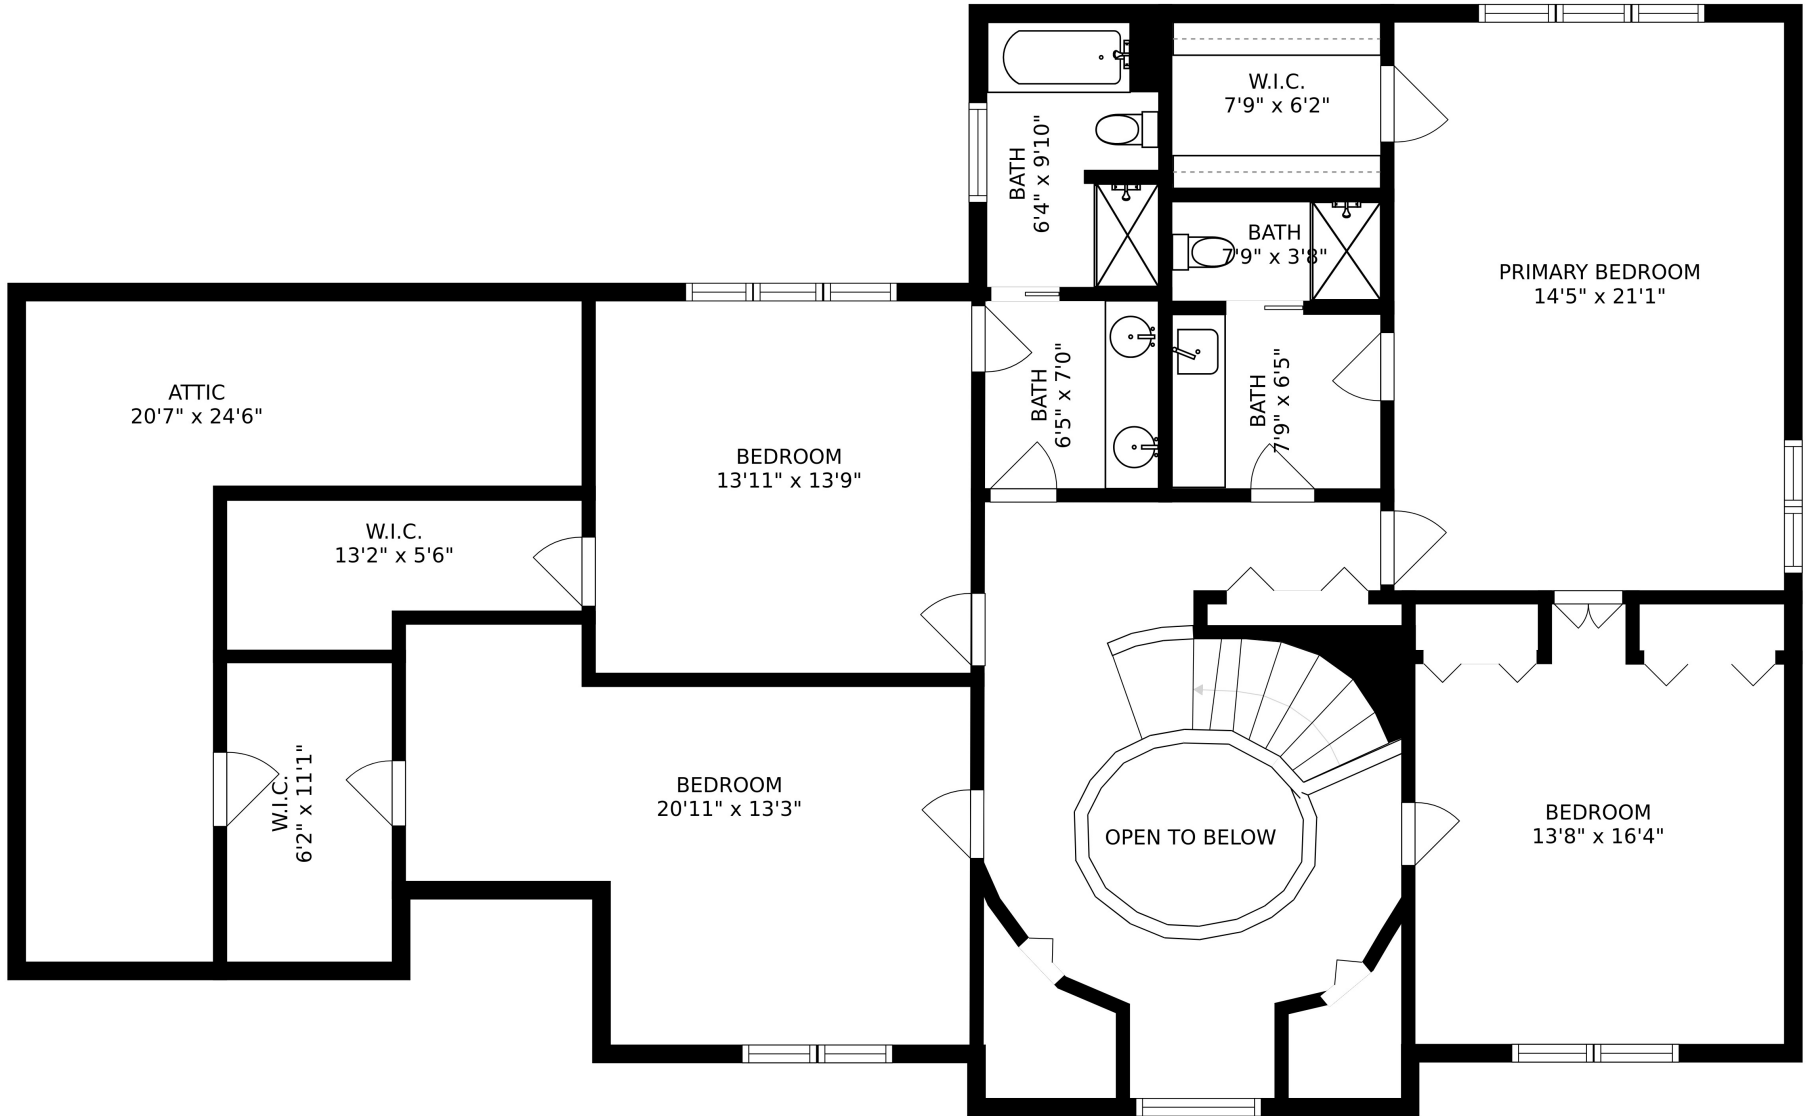 W.I.C.
7'9" x 6'2"
BATH
6'4" x 9'10"
BATH
7'9" x 3'8"
PRIMARY BEDROOM
14'5" x 21'1"
ATTIC
20'7" x 24'6"
BATH
6'5" x 7'0"
BATH
7'9" x 6'5"
BEDROOM
13'11" x 13'9"
W.I.C.
13'2" x 5'6"
W.I.C.
6'2" x 11'1"
BEDROOM
20'11" x 13'3"
OPEN TO BELOW
BEDROOM
13'8" x 16'4"